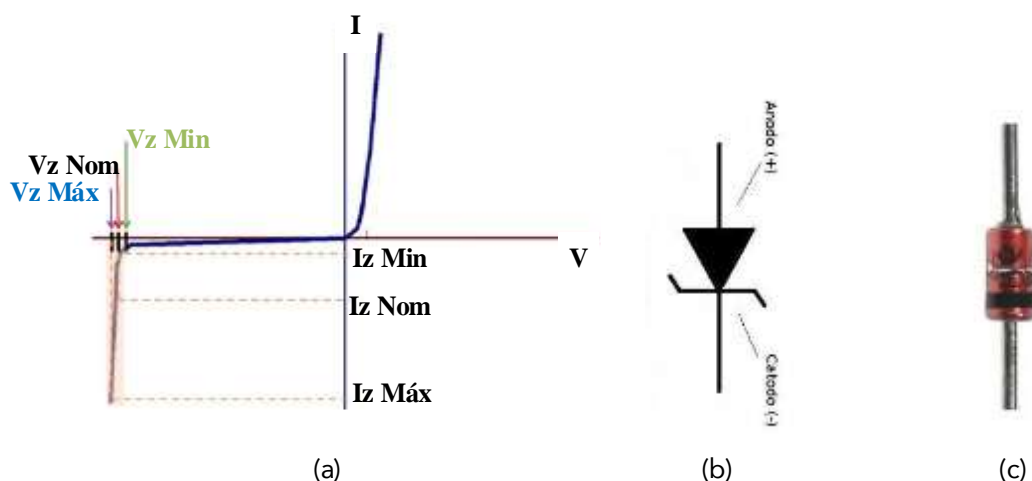 I
Vz Min
Vz Nom
Vz Máx
V
Iz Min
Iz Nom
Iz Máx
Anodo (+)
Catodo (-)
(a)
(b)
(c)